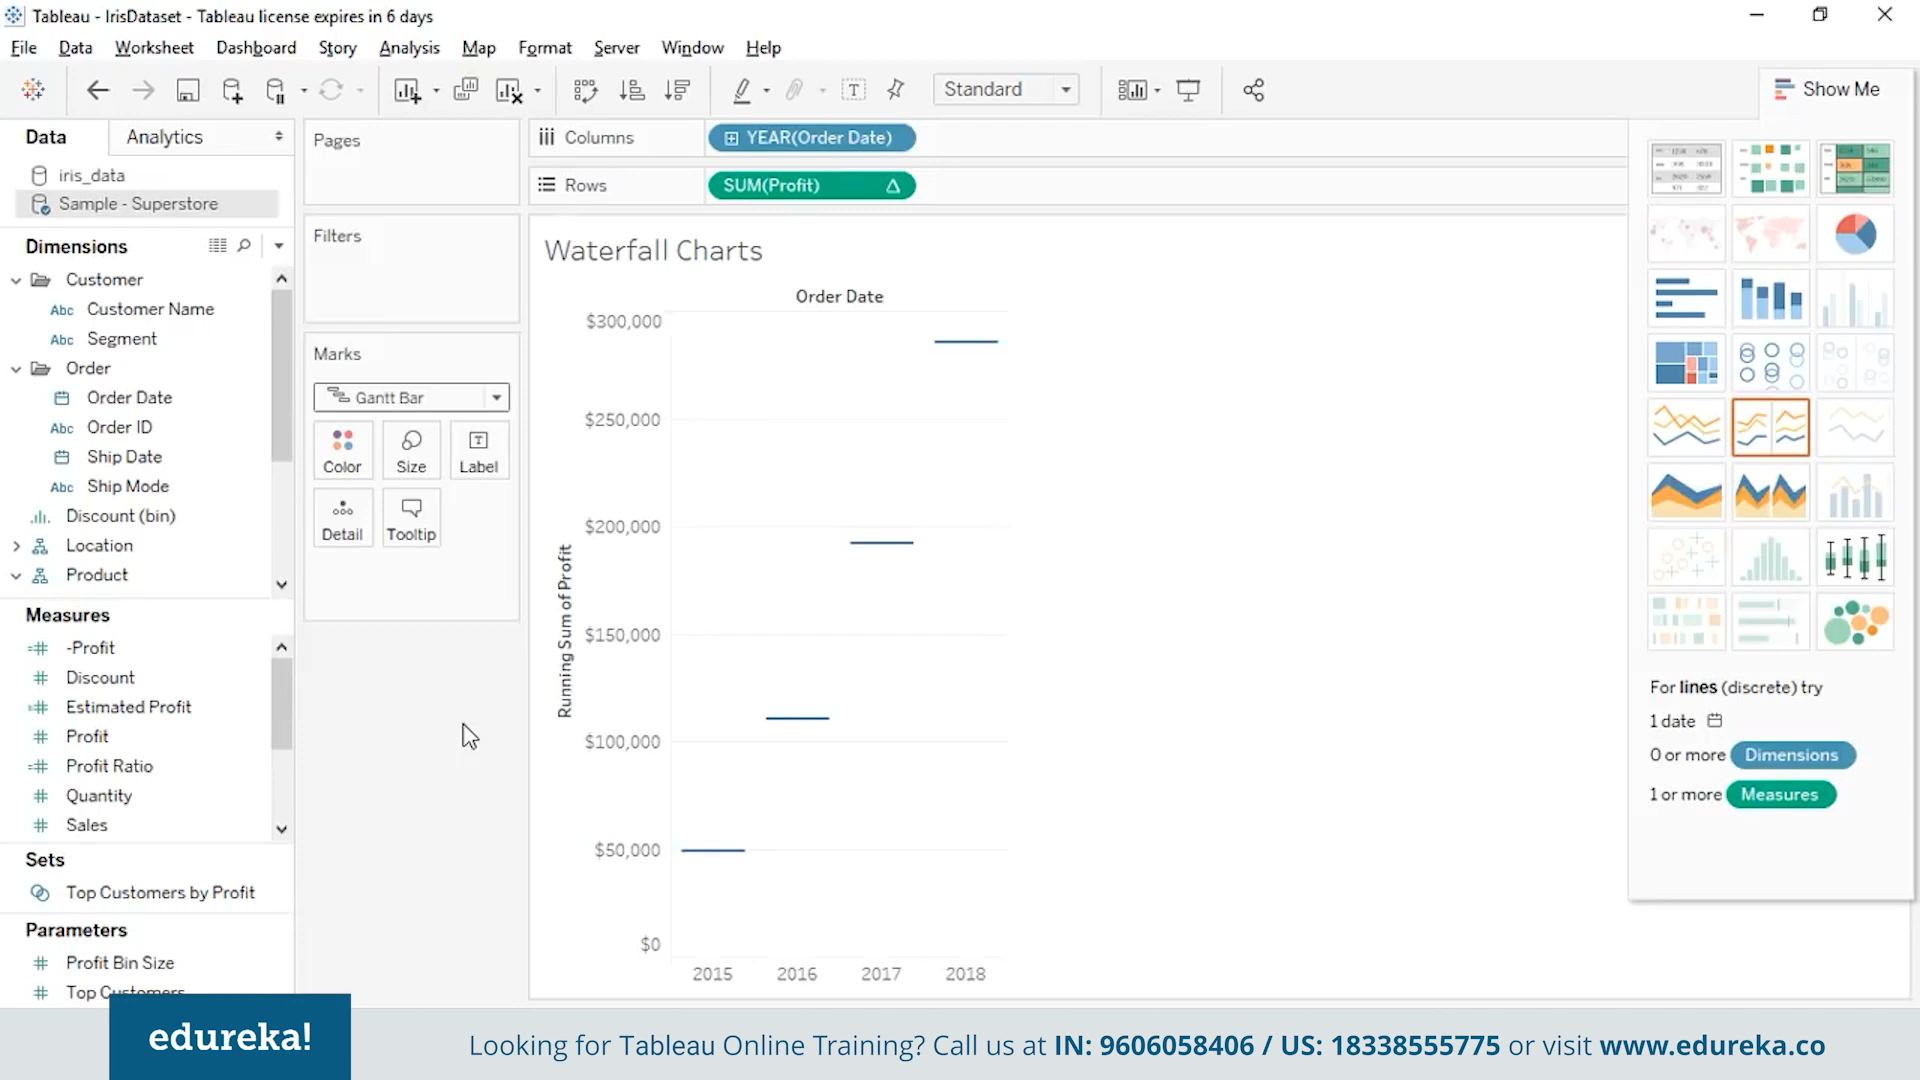 Tableau - IrisDataset - Tableau license expires in 6 days
File Data Worksheet Dashboard Story Analysis Map Format Server Window Help
Standard
Show Me
Data
Analytics
iris_data
Sample - Superstore
Dimensions
Customer
Abc Customer Name
Abc Segment
Order
Order Date
Abc Order ID
Ship Date
Abc Ship Mode
Discount (bin)
Location
Product
Measures
-Profit
Discount
Estimated Profit
Profit
Profit Ratio
Quantity
Sales
Sets
Top Customers by Profit
Parameters
Profit Bin Size
Top Customers
Pages
Filters
Marks
Gantt Bar
Color Size Label
Detail Tooltip
Columns YEAR(Order Date)
Rows SUM(Profit)
Waterfall Charts
Order Date
Running Sum of Profit
$300,000
$250,000
$200,000
$150,000
$100,000
$50,000
$0
2015 2016 2017 2018
For lines (discrete) try
1 date
0 or more Dimensions
1 or more Measures
edureka!
Looking for Tableau Online Training? Call us at IN: 9606058406 / US: 18338555775 or visit www.edureka.co